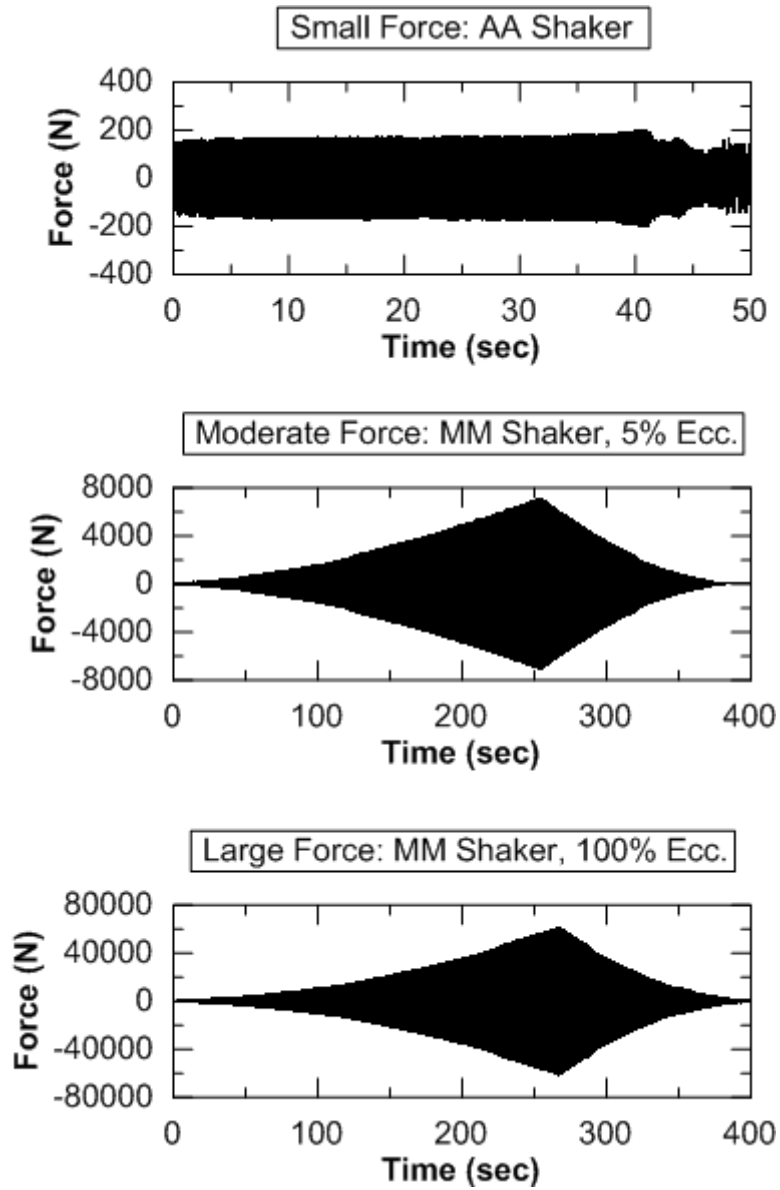 Small Force: AA Shaker
400
200
0
-200
-400
Force (N)
0 10 20 30 40 50
Time (sec)
Moderate Force: MM Shaker, 5% Ecc.
8000
4000
0
-4000
-8000
Force (N)
0 100 200 300 400
Time (sec)
Large Force: MM Shaker, 100% Ecc.
80000
40000
0
-40000
-80000
Force (N)
0 100 200 300 400
Time (sec)